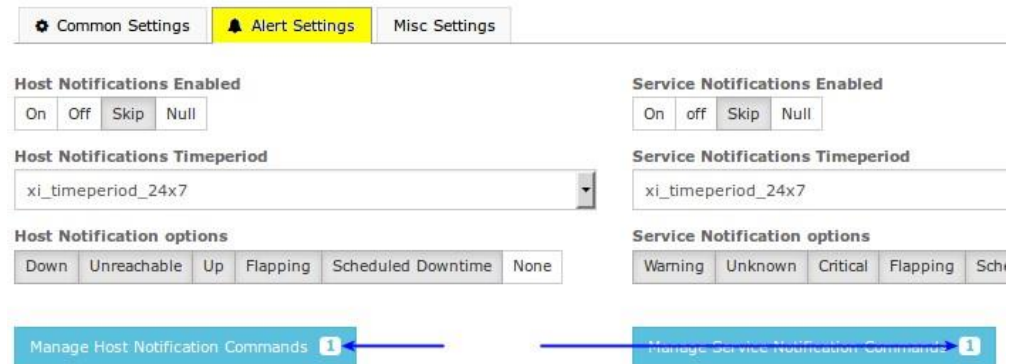 Common Settings
Alert Settings
Misc Settings
Host Notifications Enabled
On Off Skip Null
Host Notifications Timeperiod
xi_timeperiod_24x7
Host Notification options
Down Unreachable Up Flapping Scheduled Downtime None
Manage Host Notification Commands 1
Service Notifications Enabled
On off Skip Null
Service Notifications Timeperiod
xi_timeperiod_24x7
Service Notification options
Warning Unknown Critical Flapping Sch
Manage Service Notification Commands 1